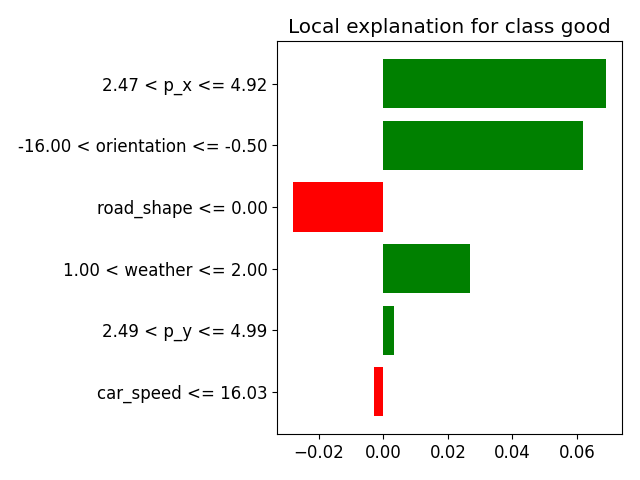 Local explanation for class good
2.47 < p_x <= 4.92
-16.00 < orientation <= -0.50
road_shape <= 0.00
1.00 < weather <= 2.00
2.49 < p_y <= 4.99
car_speed <= 16.03
−0.02 0.00 0.02 0.04 0.06